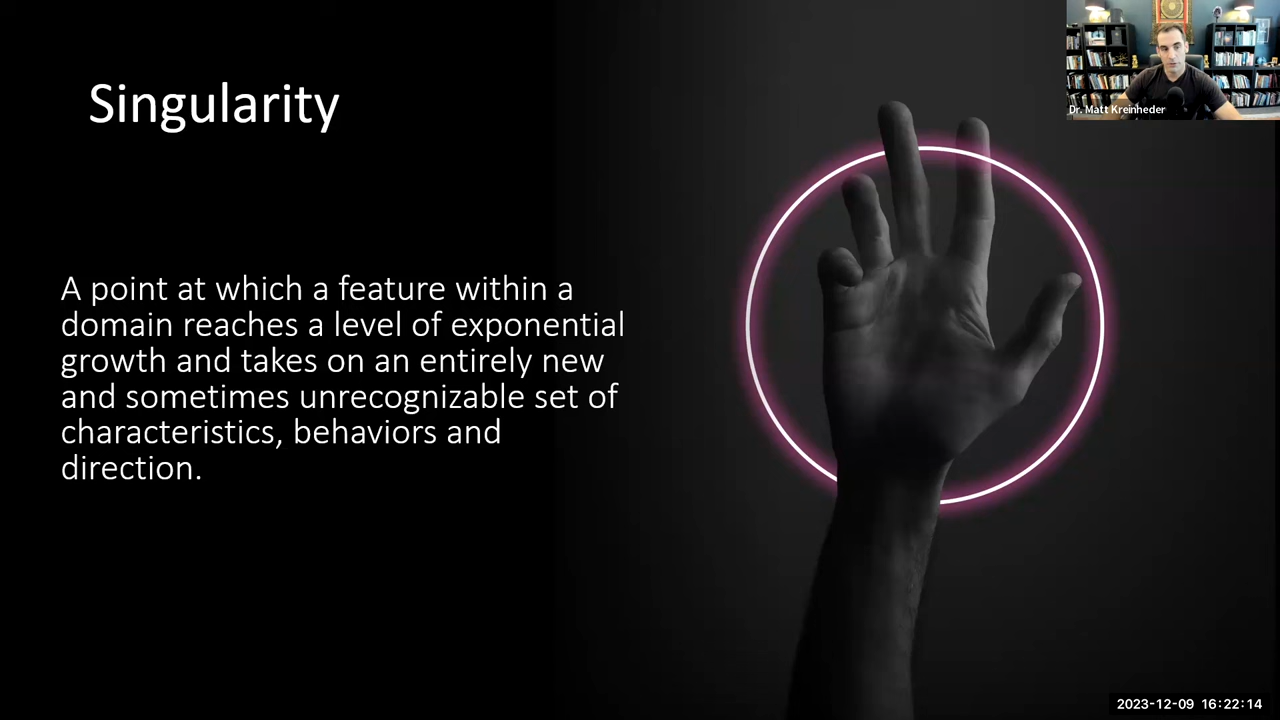 Singularity
A point at which a feature within a
domain reaches a level of exponential
growth and takes on an entirely new
and sometimes unrecognizable set of
characteristics, behaviors and
direction.
Dr. Matt Kreinheder
2023-12-09 16:22:14